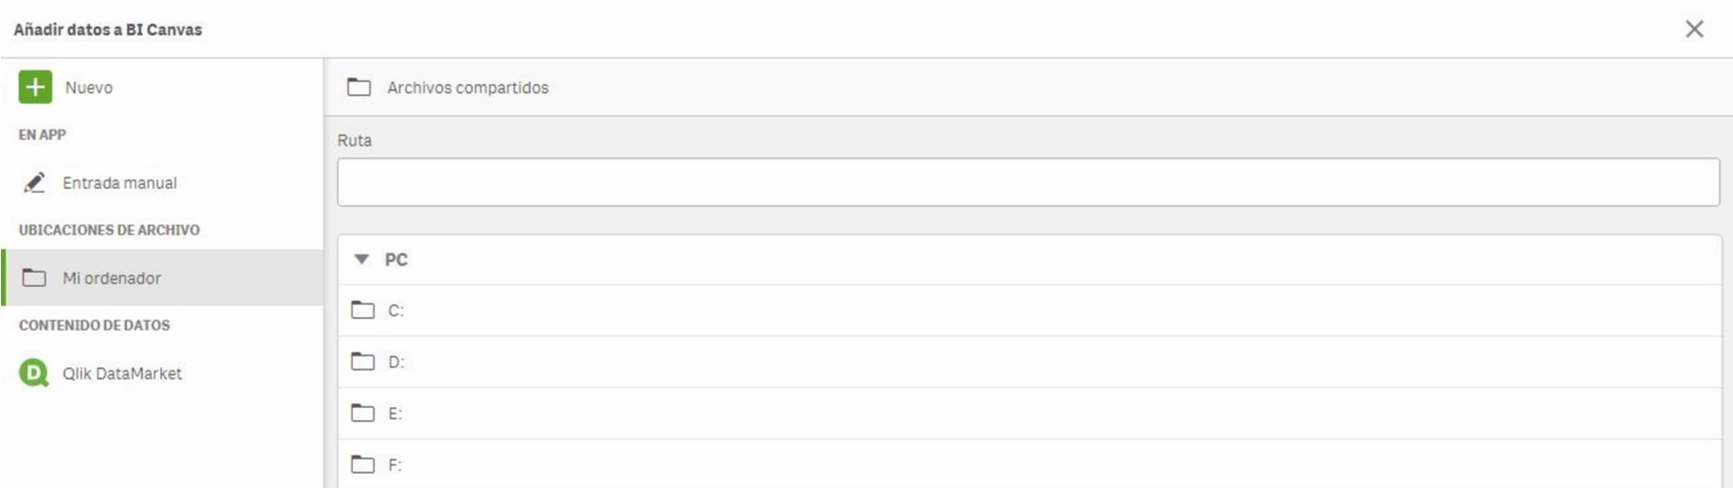 Añadir datos a BI Canvas
Nuevo
EN APP
Entrada manual
UBICACIONES DE ARCHIVO
Mi ordenador
CONTENIDO DE DATOS
D
Qlik DataMarket
Archivos compartidos
Ruta
PC
C:
D:
E:
F: